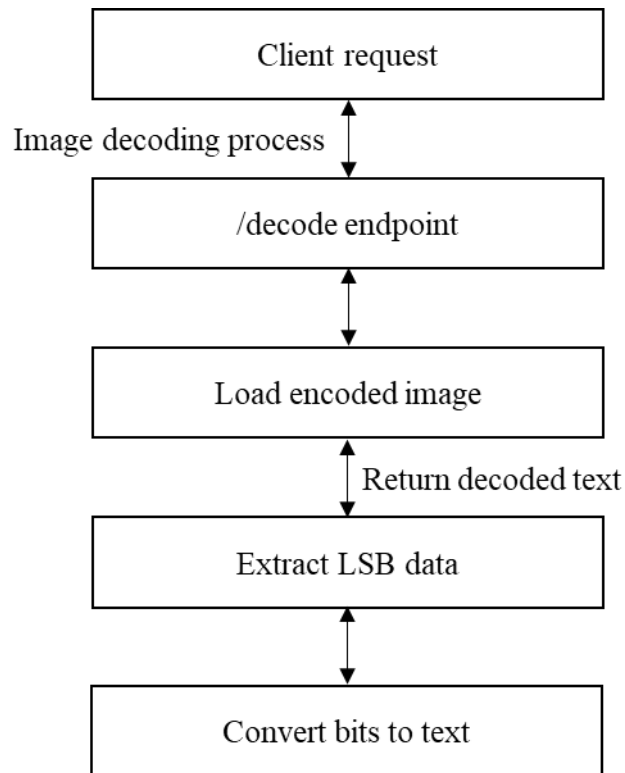 Client request
Image decoding process
/decode endpoint
Load encoded image
Return decoded text
Extract LSB data
Convert bits to text